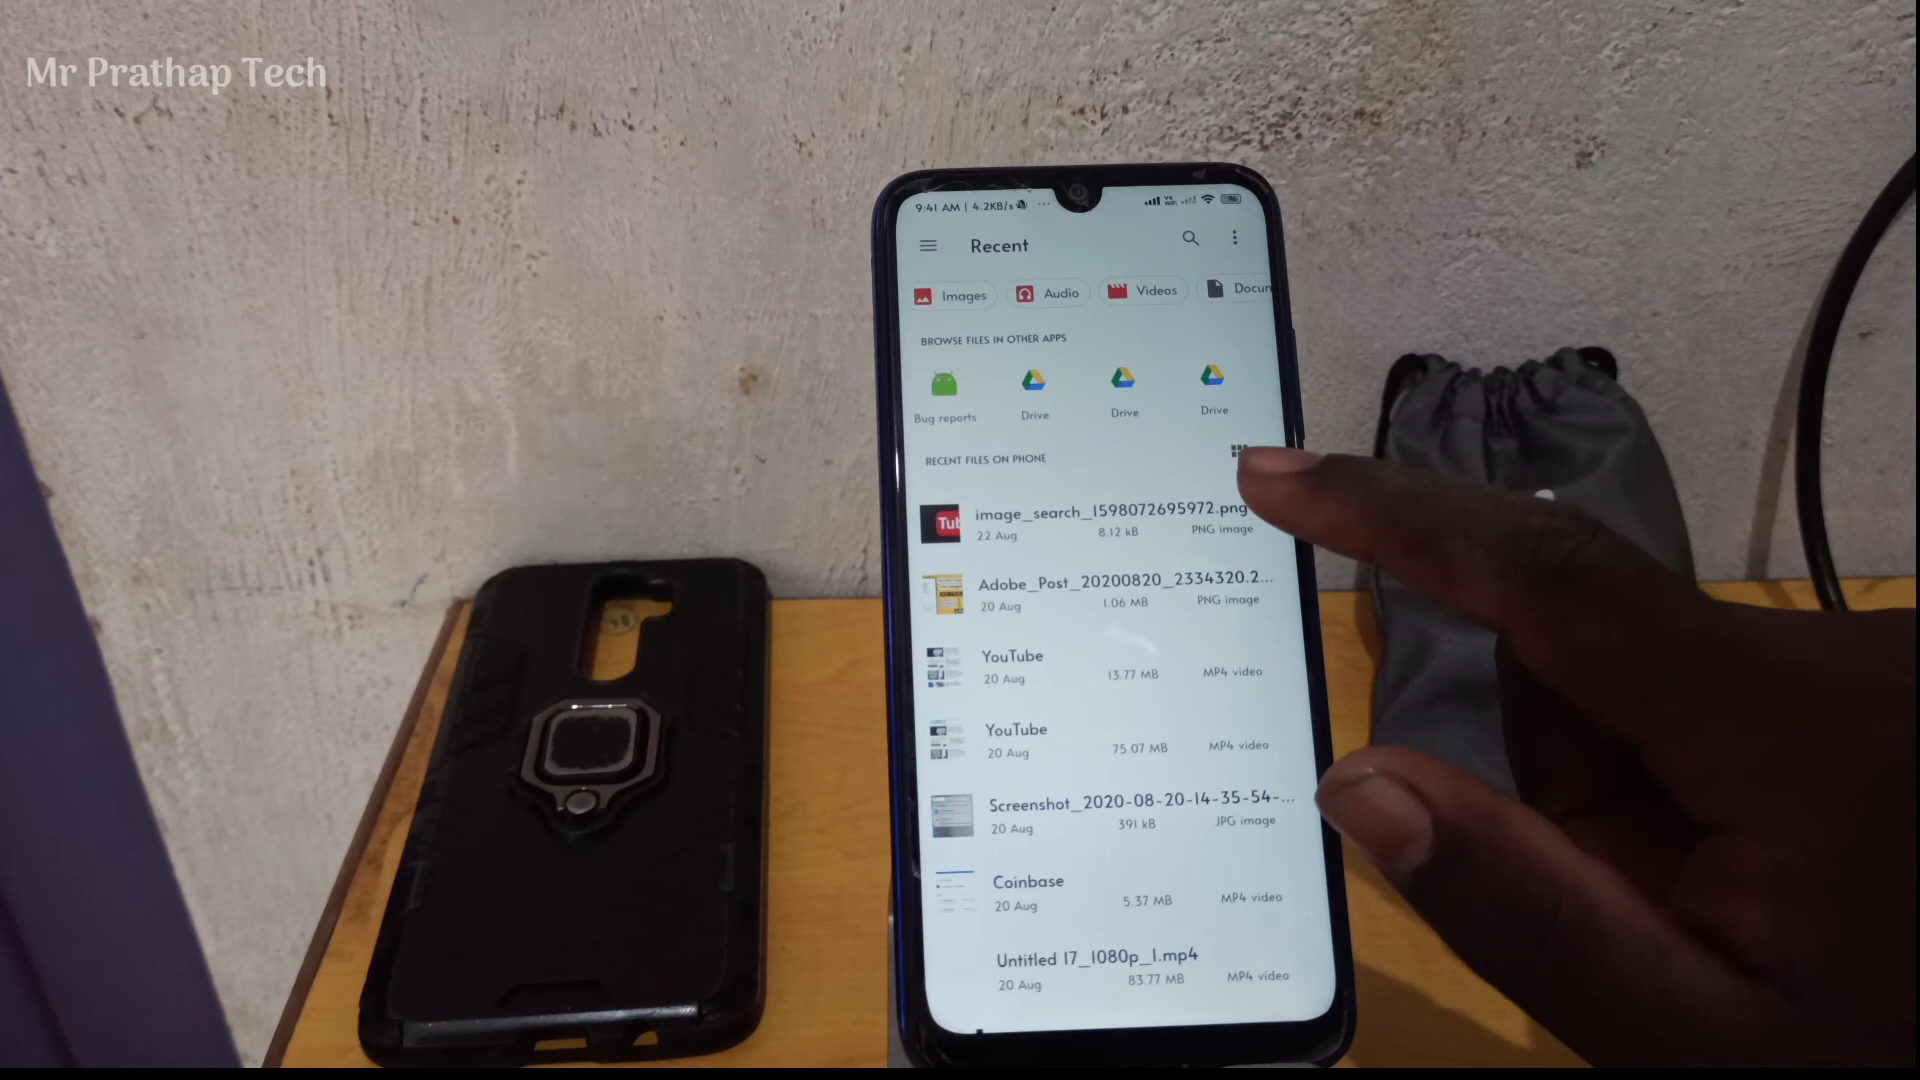 Mr Prathap Tech
9:41 AM | 4.2KB/s
Recent
Images Audio Videos Docum
BROWSE FILES IN OTHER APPS
Bug reports Drive Drive Drive
RECENT FILES ON PHONE
image_search_1598072695972.png
22 Aug 8.12 kB PNG image
Adobe_Post_20200820_2334320.2...
20 Aug 1.06 MB PNG image
YouTube
20 Aug 13.77 MB MP4 video
YouTube
20 Aug 75.07 MB MP4 video
Screenshot_2020-08-20-14-35-54-...
20 Aug 391 kB JPG image
Coinbase
20 Aug 5.37 MB MP4 video
Untitled 17_1080p_1.mp4
20 Aug 83.77 MB MP4 video